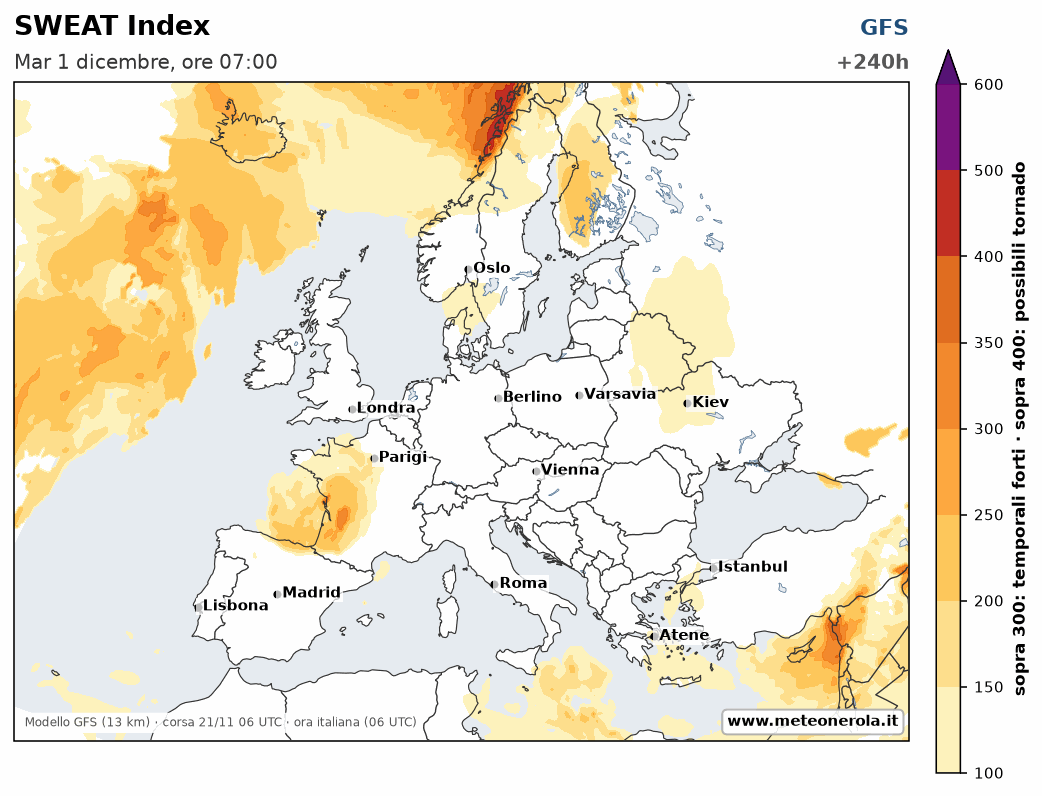 SWEAT Index
GFS
Mar 1 dicembre, ore 07:00
+240h
600
500
400
350
300
250
200
150
100
sopra 300: temporali forti · sopra 400: possibili tornado
Oslo
Londra
Berlino
Varsavia
Kiev
Parigi
Vienna
Istanbul
Roma
Madrid
Lisbona
Atene
Modello GFS (13 km) · corsa 21/11 06 UTC · ora italiana (06 UTC)
www.meteonerola.it